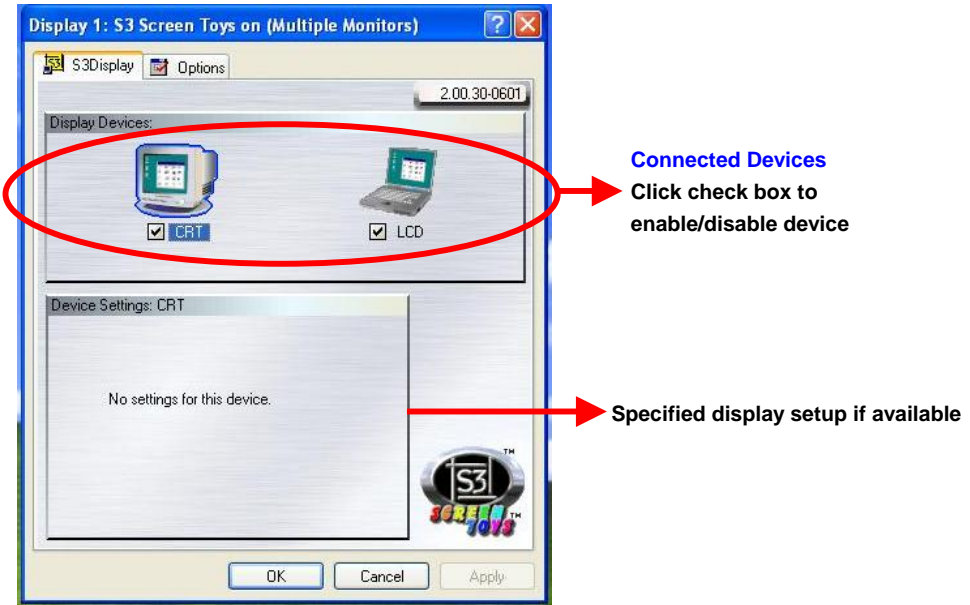 Display 1: S3 Screen Toys on (Multiple Monitors)
S3Display
Options
2.00.30-0601
Display Devices:
CRT
LCD
Connected Devices
Click check box to
enable/disable device
Device Settings: CRT
No settings for this device.
Specified display setup if available
S3
TM
SCREEN
TOYS
TM
OK
Cancel
Apply